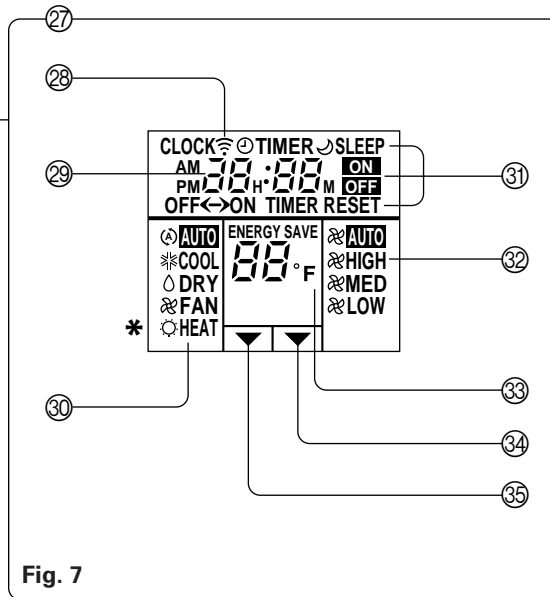 ㉗
㉘
CLOCK TIMER SLEEP
AM 38:88 ON
㉙ PM H M OFF ㉛
OFF<->ON TIMER RESET
AUTO ENERGY SAVE AUTO
COOL 88°F HIGH ㉜
DRY MED
FAN LOW
* HEAT
㉚ ㉝
㉞
㉟
Fig. 7